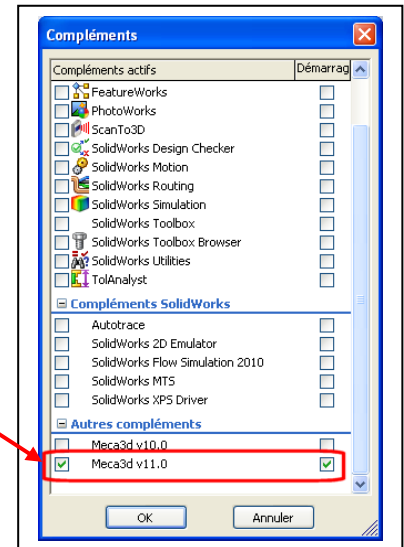 Compléments
Compléments actifs Démarrag
FeatureWorks
PhotoWorks
ScanTo3D
SolidWorks Design Checker
SolidWorks Motion
SolidWorks Routing
SolidWorks Simulation
SolidWorks Toolbox
SolidWorks Toolbox Browser
SolidWorks Utilities
TolAnalyst
Compléments SolidWorks
Autotrace
SolidWorks 2D Emulator
SolidWorks Flow Simulation 2010
SolidWorks MTS
SolidWorks XPS Driver
Autres compléments
Meca3d v10.0
Meca3d v11.0
OK Annuler